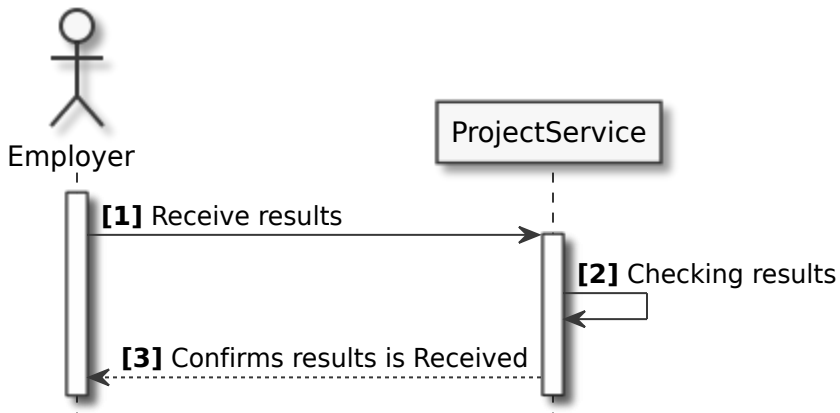 Employer
ProjectService
[1] Receive results
[2] Checking results
[3] Confirms results is Received